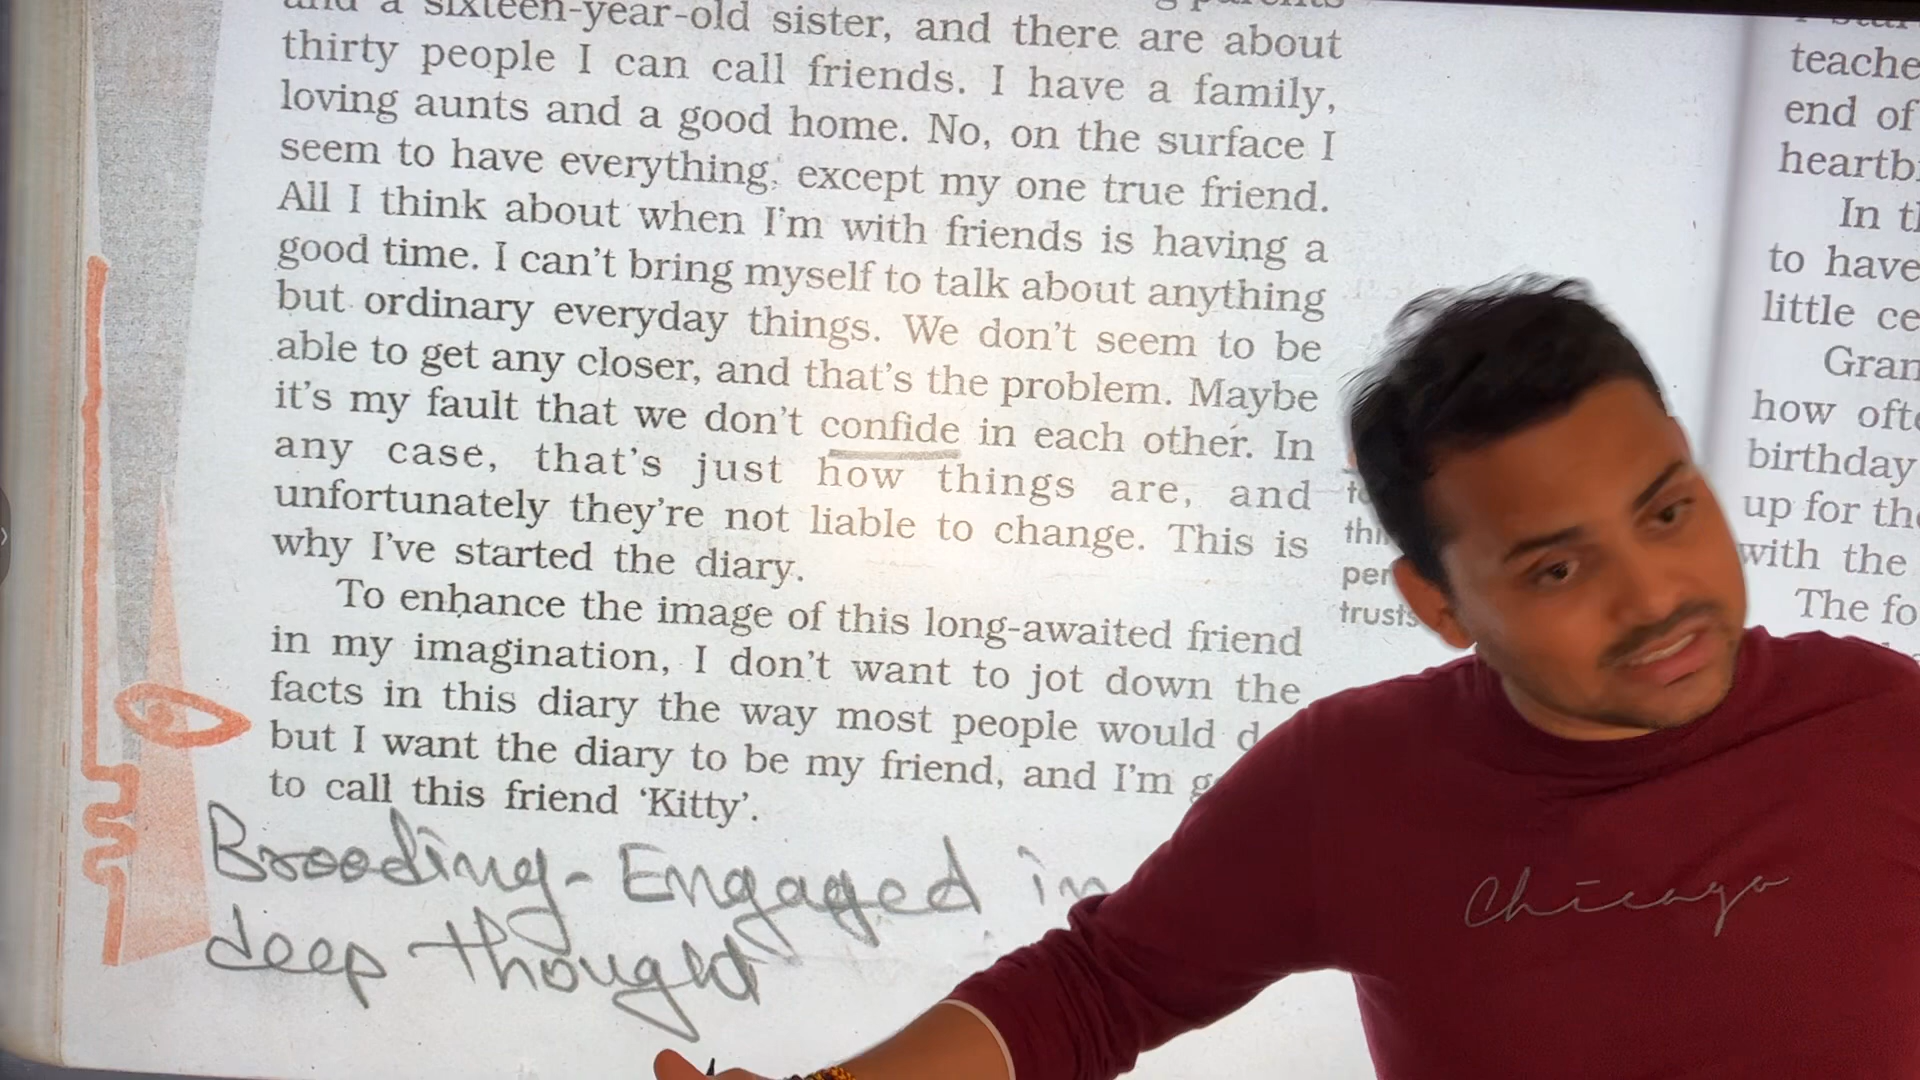 and a sixteen-year-old sister, and there are about
thirty people I can call friends. I have a family,
loving aunts and a good home. No, on the surface I
seem to have everything, except my one true friend.
All I think about when I'm with friends is having a
good time. I can't bring myself to talk about anything
but ordinary everyday things. We don't seem to be
able to get any closer, and that's the problem. Maybe
it's my fault that we don't confide in each other. In
any case, that's just how things are, and
unfortunately they're not liable to change. This is
why I've started the diary.
To enhance the image of this long-awaited friend
in my imagination, I don't want to jot down the
facts in this diary the way most people would
but I want the diary to be my friend, and I'm
to call this friend 'Kitty'.
Brooding - Engaged in
deep thought
trusts
teache
end of
heartb
In t
to have
little ce
Gran
how ofte
birthday
up for the
with the
The fo
Chicago